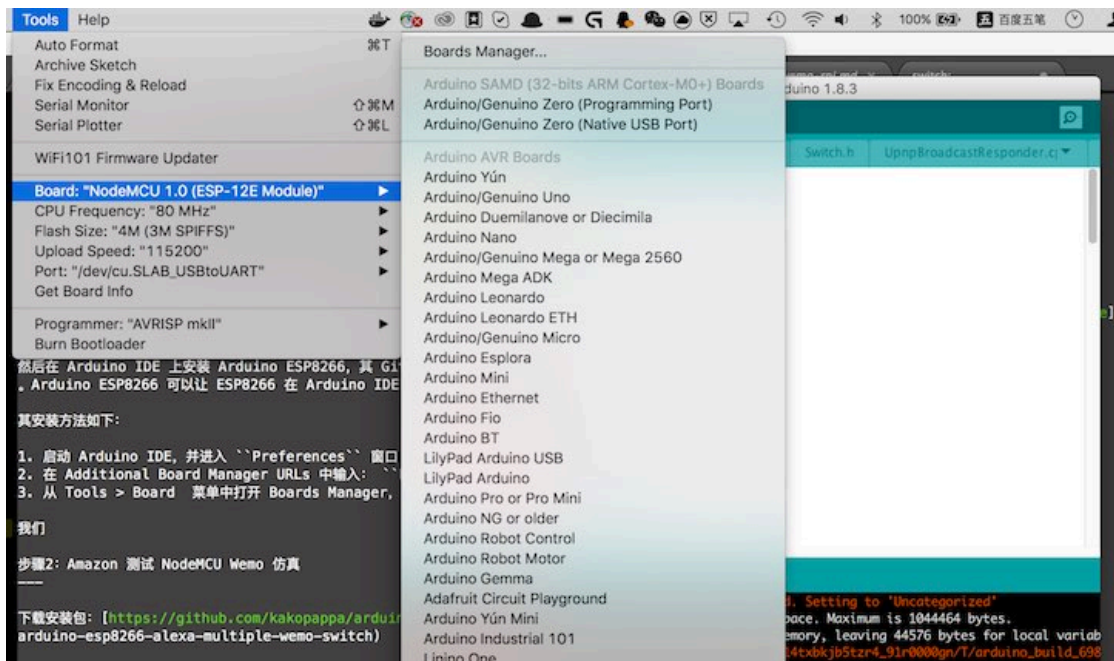 Tools Help
100%
百度五笔
Auto Format ⌘T
Archive Sketch
Fix Encoding & Reload
Serial Monitor ⇧⌘M
Serial Plotter ⇧⌘L
WiFi101 Firmware Updater
Board: "NodeMCU 1.0 (ESP-12E Module)"
CPU Frequency: "80 MHz"
Flash Size: "4M (3M SPIFFS)"
Upload Speed: "115200"
Port: "/dev/cu.SLAB_USBtoUART"
Get Board Info
Programmer: "AVRISP mkII"
Burn Bootloader
Boards Manager...
Arduino SAMD (32-bits ARM Cortex-M0+) Boards
Arduino/Genuino Zero (Programming Port)
Arduino/Genuino Zero (Native USB Port)
Arduino AVR Boards
Arduino Yún
Arduino/Genuino Uno
Arduino Duemilanove or Diecimila
Arduino Nano
Arduino/Genuino Mega or Mega 2560
Arduino Mega ADK
Arduino Leonardo
Arduino Leonardo ETH
Arduino/Genuino Micro
Arduino Esplora
Arduino Mini
Arduino Ethernet
Arduino Fio
Arduino BT
LilyPad Arduino USB
LilyPad Arduino
Arduino Pro or Pro Mini
Arduino NG or older
Arduino Robot Control
Arduino Robot Motor
Arduino Gemma
Adafruit Circuit Playground
Arduino Yún Mini
Arduino Industrial 101
Linino One
duino 1.8.3
Switch.h UpnpBroadcastResponder.c
然后在 Arduino IDE 上安装 Arduino ESP8266，其 Gi
。Arduino ESP8266 可以让 ESP8266 在 Arduino IDE
其安装方法如下：
1. 启动 Arduino IDE，并进入 ``Preferences`` 窗口
2. 在 Additional Board Manager URLs 中输入： ``
3. 从 Tools > Board 菜单中打开 Boards Manager，
我们
步骤2：Amazon 测试 NodeMCU Wemo 仿真
---
下载安装包：[https://github.com/kakopappa/arduin
arduino-esp8266-alexa-multiple-wemo-switch)
d. Setting to 'Uncategorized'
pace. Maximum is 1044464 bytes.
emory, leaving 44576 bytes for local variab